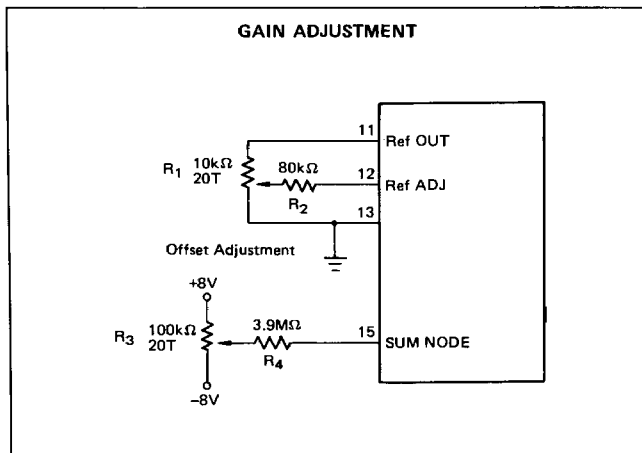 GAIN ADJUSTMENT
11
Ref OUT
R1
10kΩ
20T
80kΩ
R2
12
Ref ADJ
13
Offset Adjustment
+8V
R3
100kΩ
20T
3.9MΩ
R4
15
SUM NODE
–8V